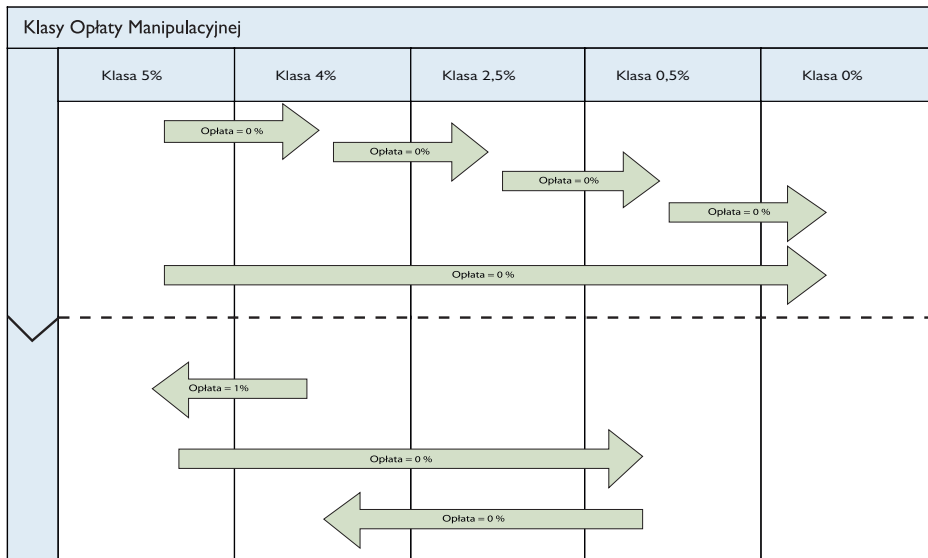 Klasy Opłaty Manipulacyjnej
Klasa 5% Klasa 4% Klasa 2,5% Klasa 0,5% Klasa 0%
Opłata = 0 %
Opłata = 0%
Opłata = 0%
Opłata = 0 %
Opłata = 0 %
Opłata = 1%
Opłata = 0 %
Opłata = 0 %